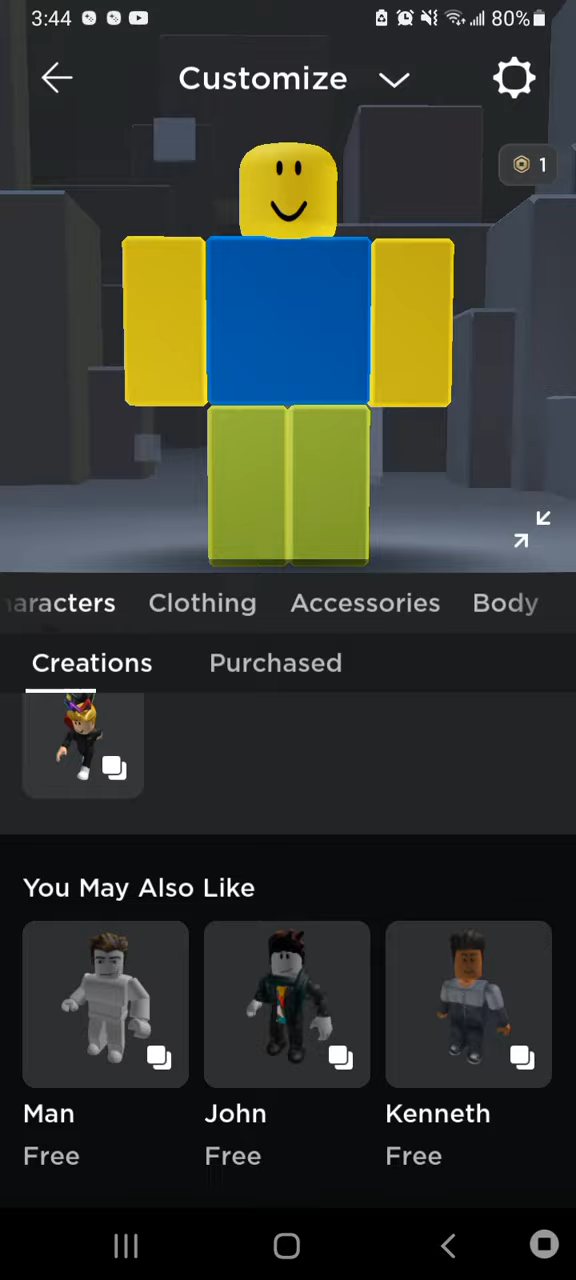 3:44 80%
Customize
1
aracters Clothing Accessories Body
Creations Purchased
You May Also Like
Man John Kenneth
Free Free Free